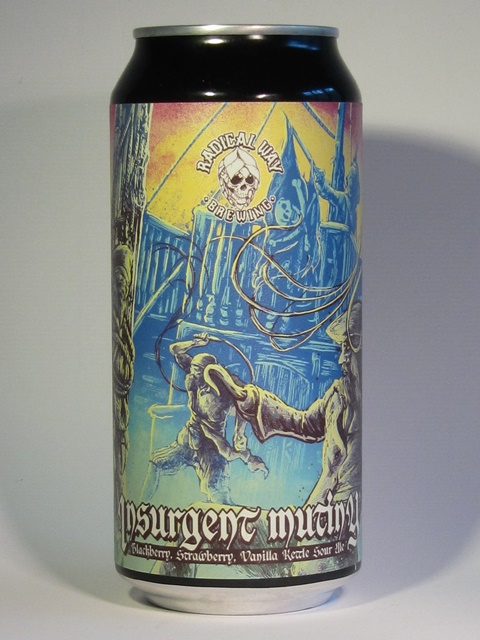 RADICAL WAY
BREWING
Insurgent mutiny
Blackberry, Strawberry, Vanilla Kettle Sour Ale